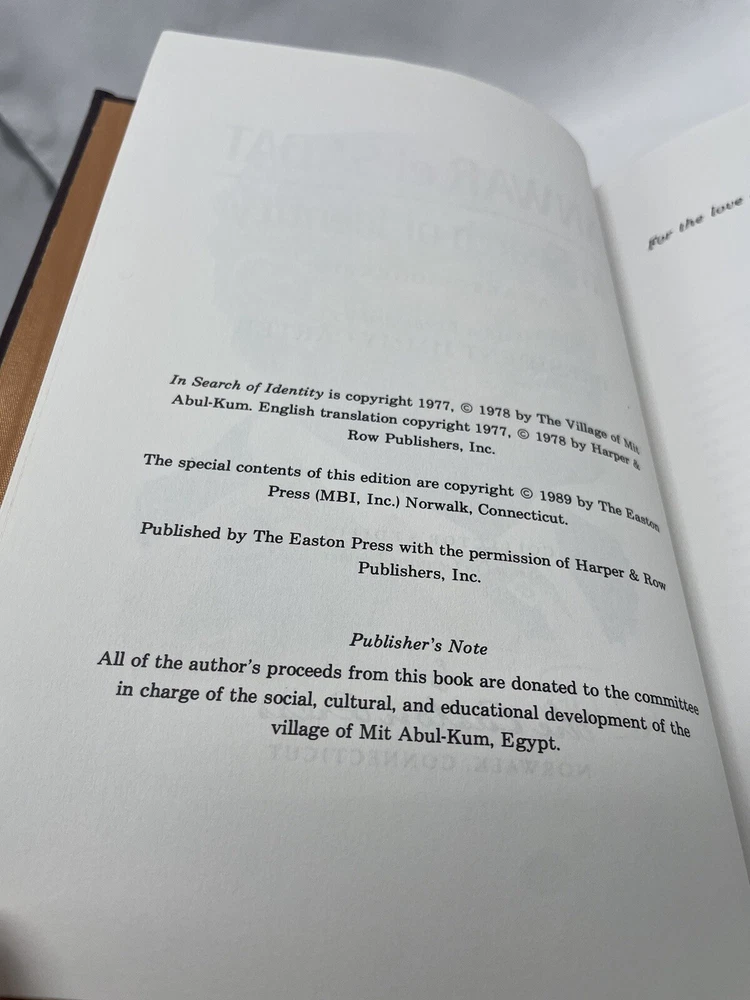 In Search of Identity is copyright 1977, © 1978 by The Village of Mit
Abul-Kum. English translation copyright 1977, © 1978 by Harper &
Row Publishers, Inc.
The special contents of this edition are copyright © 1989 by The Easton
Press (MBI, Inc.) Norwalk, Connecticut.
Published by The Easton Press with the permission of Harper & Row
Publishers, Inc.
Publisher's Note
All of the author's proceeds from this book are donated to the committee
in charge of the social, cultural, and educational development of the
village of Mit Abul-Kum, Egypt.
NORWALK, CONNECTICUT
for the love